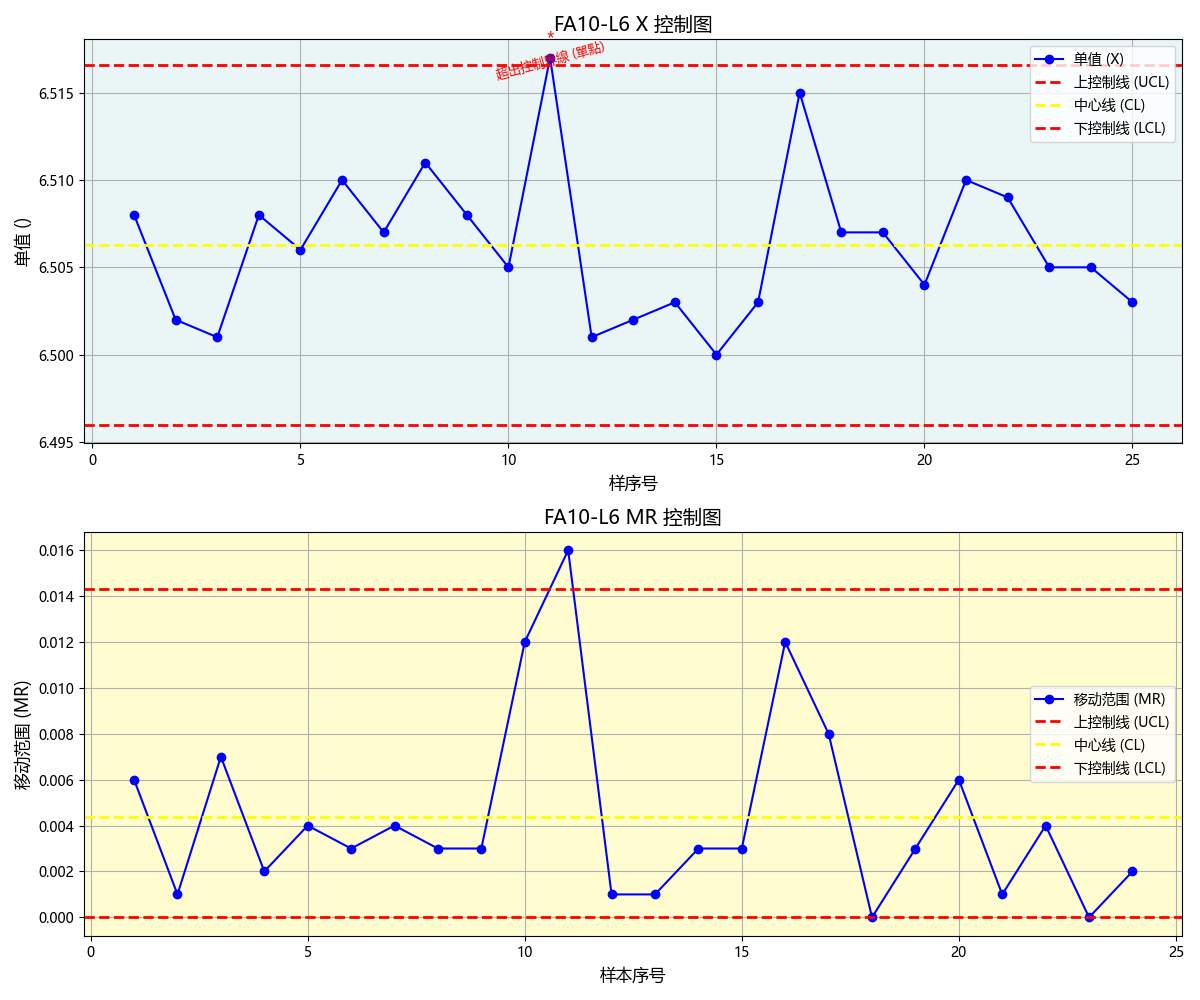 FA10-L6 X 控制图
*
超出控制界線 (單點)
单值 (X)
上控制线 (UCL)
中心线 (CL)
下控制线 (LCL)
单值 ()
6.515
6.510
6.505
6.500
6.495
0 5 10 15 20 25
样序号
FA10-L6 MR 控制图
移动范围 (MR)
上控制线 (UCL)
中心线 (CL)
下控制线 (LCL)
移动范围 (MR)
0.016
0.014
0.012
0.010
0.008
0.006
0.004
0.002
0.000
0 5 10 15 20 25
样本序号